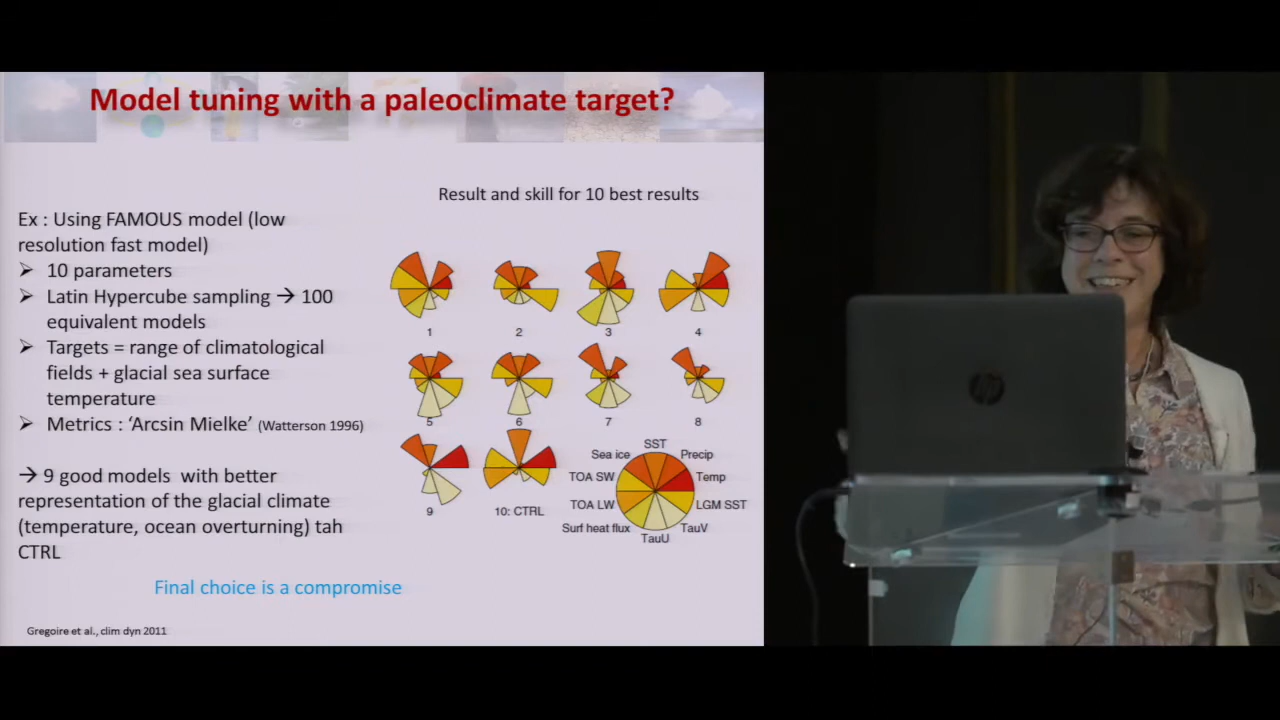 Model tuning with a paleoclimate target?
Result and skill for 10 best results
Ex : Using FAMOUS model (low
resolution fast model)
➢ 10 parameters
➢ Latin Hypercube sampling → 100
equivalent models
➢ Targets = range of climatological
fields + glacial sea surface
temperature
➢ Metrics : ‘Arcsin Mielke’ (Watterson 1996)
→ 9 good models with better
representation of the glacial climate
(temperature, ocean overturning) tah
CTRL
Final choice is a compromise
Gregoire et al., clim dyn 2011
1 2 3 4
5 6 7 8
9 10: CTRL
SST
Sea ice Precip
TOA SW Temp
TOA LW LGM SST
Surf heat flux TauV
TauU
hp